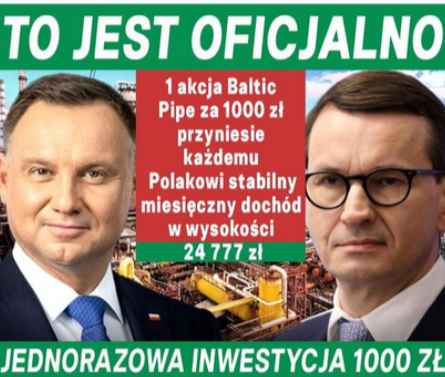 TO JEST OFICJALNO
1 akcja Baltic
Pipe za 1000 zł
przyniesie
każdemu
Polakowi stabilny
miesięczny dochód
w wysokości
24 777 zł
JEDNORAZOWA INWESTYCJA 1000 ZŁ